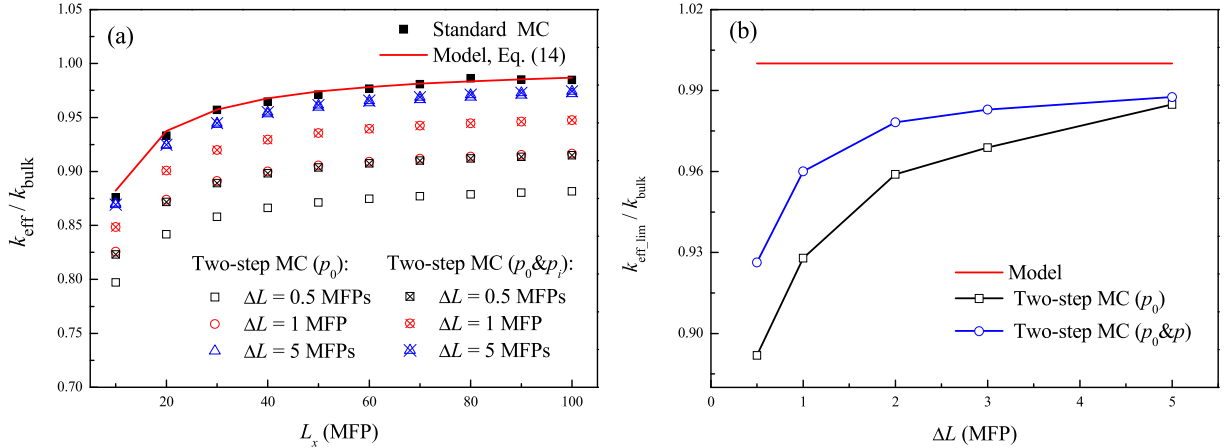 (a)
Standard MC
Model, Eq. (14)
1.05
1.00
0.95
0.90
0.85
0.80
0.75
0.70
k_eff / k_bulk
Two-step MC (p_0):
Two-step MC (p_0&p_i):
ΔL = 0.5 MFPs
ΔL = 0.5 MFPs
ΔL = 1 MFP
ΔL = 1 MFP
ΔL = 5 MFPs
ΔL = 5 MFPs
20 40 60 80 100
L_x (MFP)
(b)
1.02
0.99
0.96
0.93
0.90
k_eff_lim / k_bulk
Model
Two-step MC (p_0)
Two-step MC (p_0&p)
0 1 2 3 4 5
ΔL (MFP)